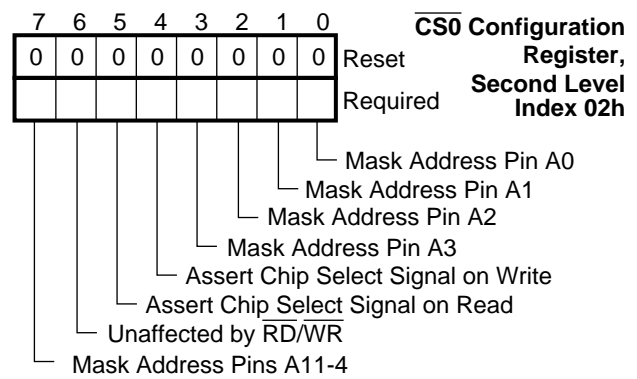 7 6 5 4 3 2 1 0
CS0 Configuration
Register,
Second Level
Index 02h
0 0 0 0 0 0 0 0 Reset
Required
Mask Address Pin A0
Mask Address Pin A1
Mask Address Pin A2
Mask Address Pin A3
Assert Chip Select Signal on Write
Assert Chip Select Signal on Read
Unaffected by RD/WR
Mask Address Pins A11-4